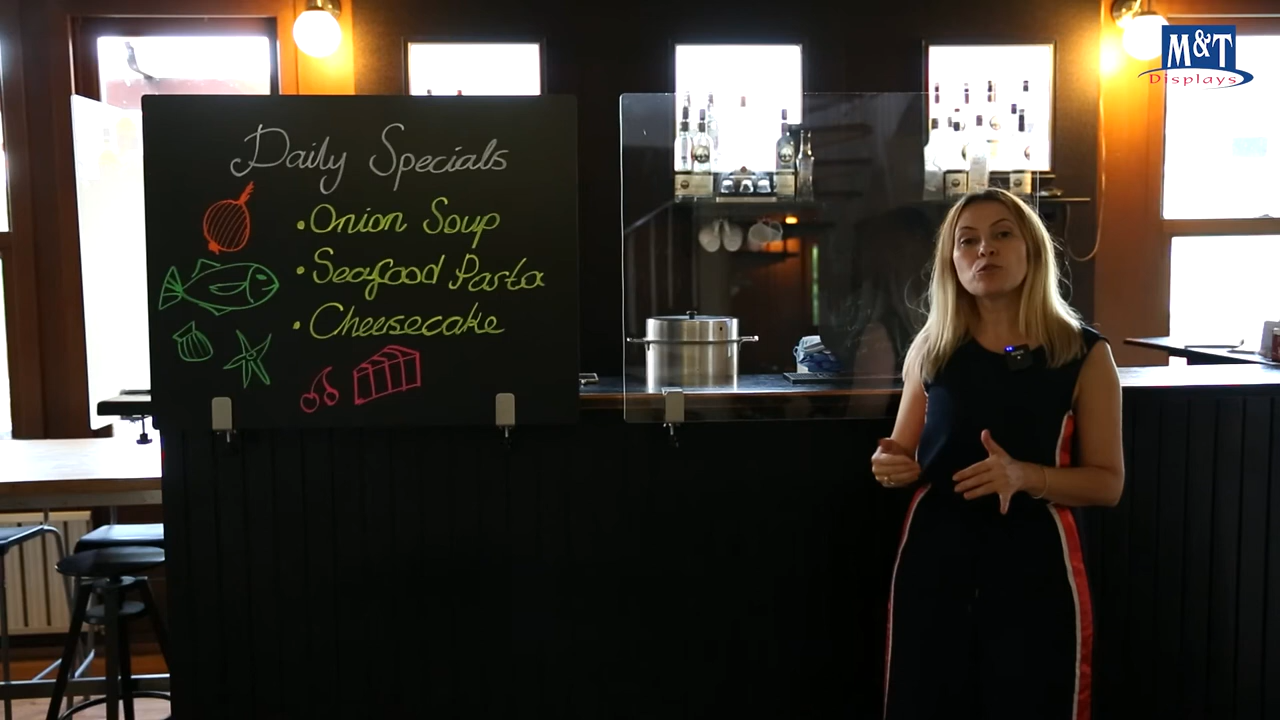 M&T
Displays
Daily Specials
• Onion Soup
• Seafood Pasta
• Cheesecake